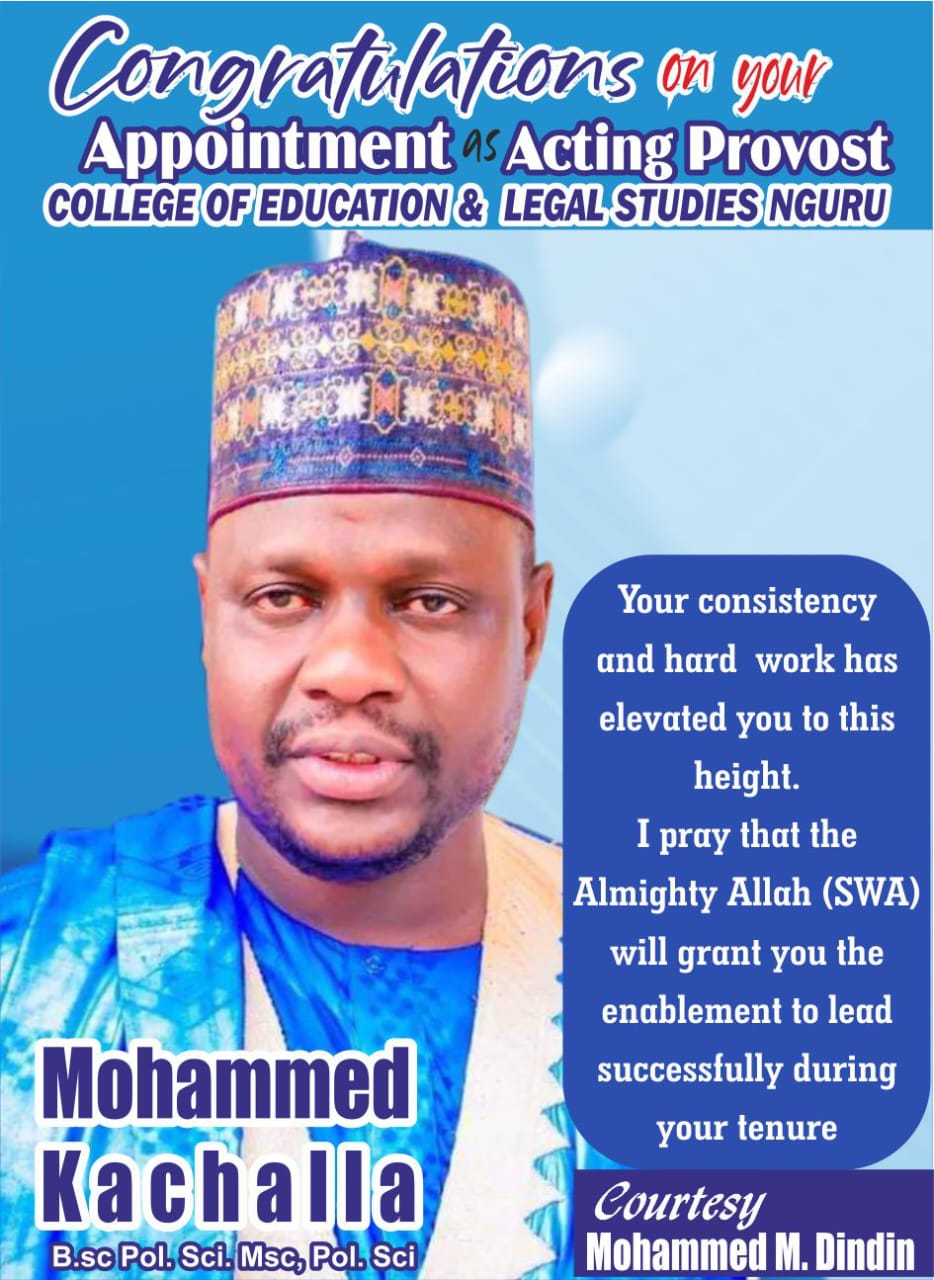 Congratulations on your
Appointment as Acting Provost
COLLEGE OF EDUCATION & LEGAL STUDIES NGURU
Your consistency
and hard work has
elevated you to this
height.
I pray that the
Almighty Allah (SWA)
will grant you the
enablement to lead
successfully during
your tenure
Mohammed
Kachalla
B.sc Pol. Sci. Msc, Pol. Sci
Courtesy
Mohammed M. Dindin